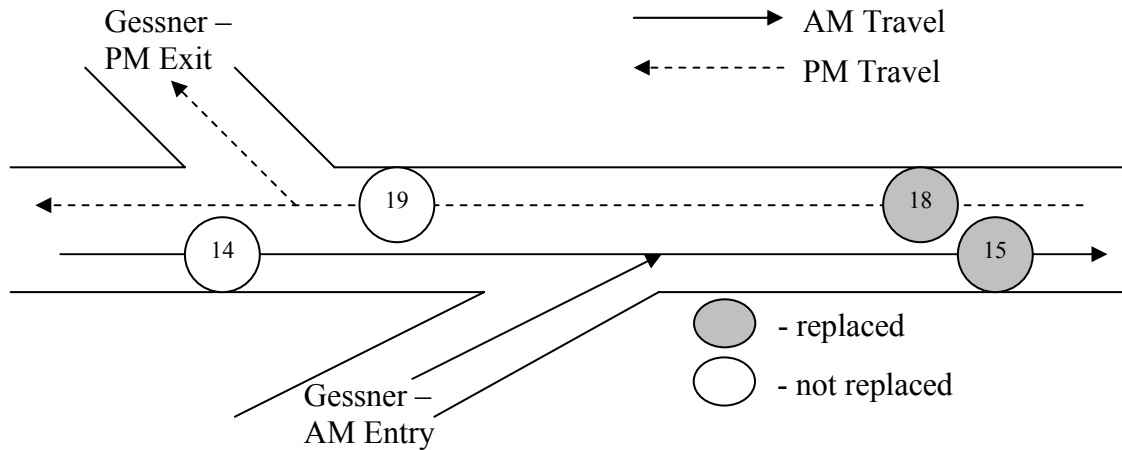 Gessner –
PM Exit
AM Travel
PM Travel
19
18
14
15
- replaced
- not replaced
Gessner –
AM Entry